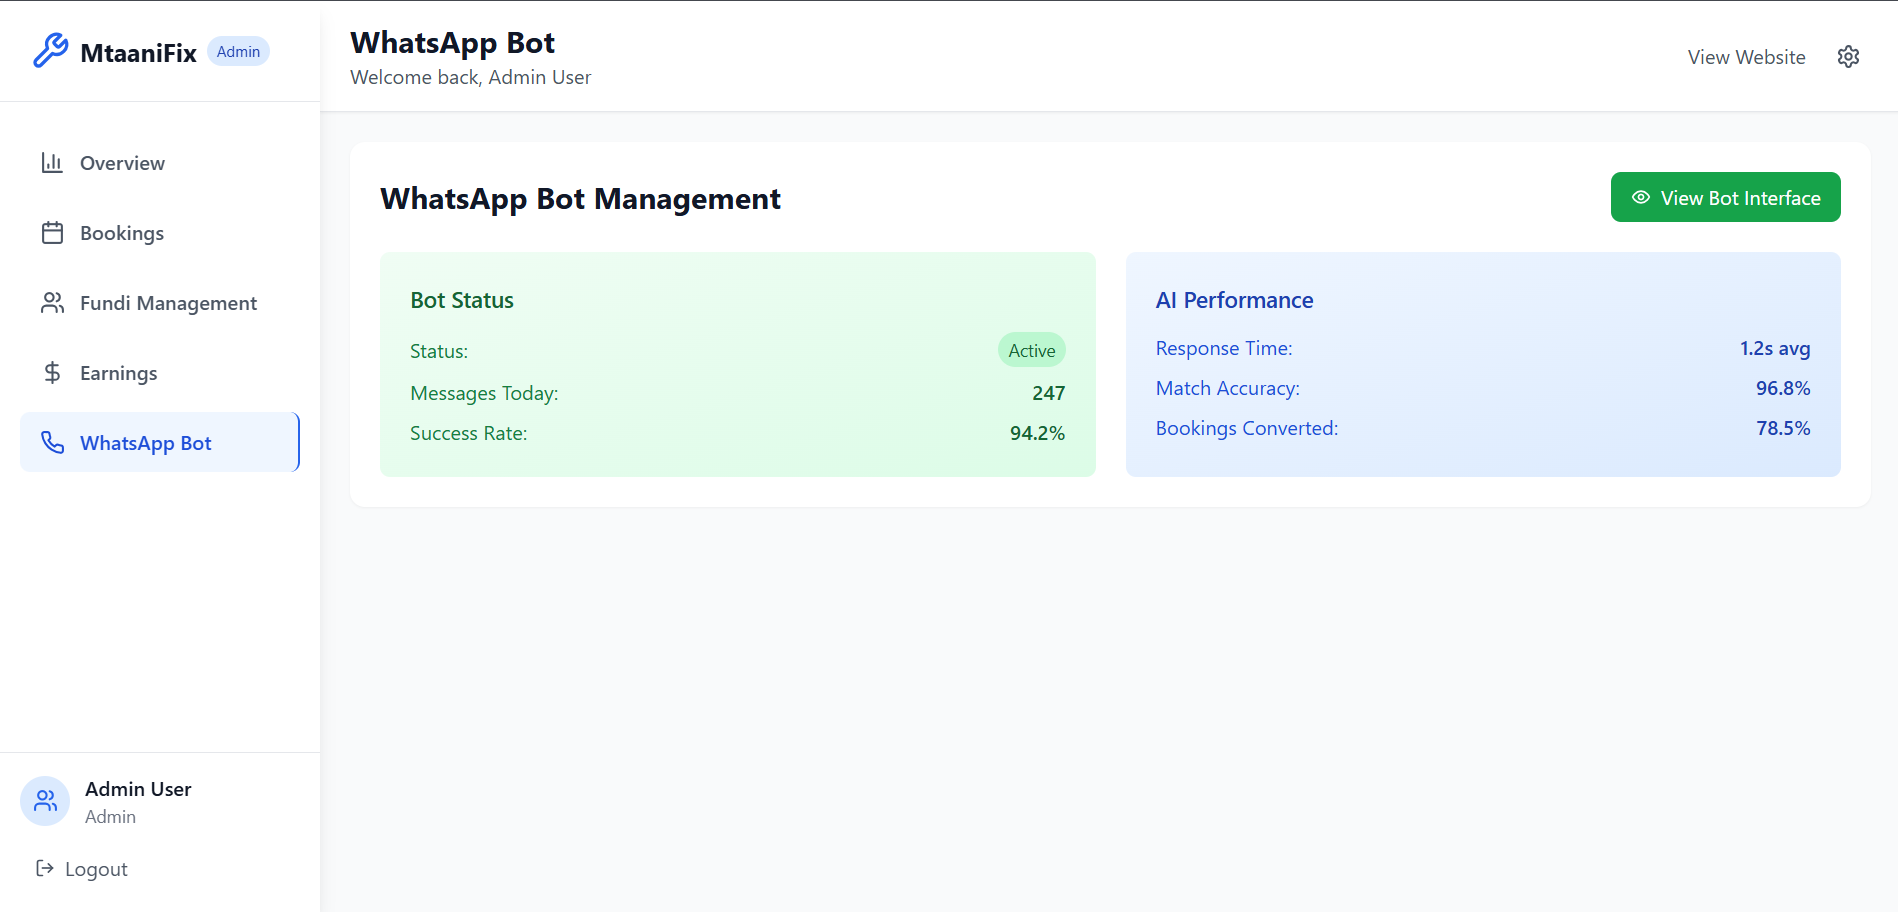 MtaaniFix Admin
Overview
Bookings
Fundi Management
Earnings
WhatsApp Bot
Admin User
Admin
Logout
WhatsApp Bot
Welcome back, Admin User
View Website
WhatsApp Bot Management
View Bot Interface
Bot Status
Status: Active
Messages Today: 247
Success Rate: 94.2%
AI Performance
Response Time: 1.2s avg
Match Accuracy: 96.8%
Bookings Converted: 78.5%